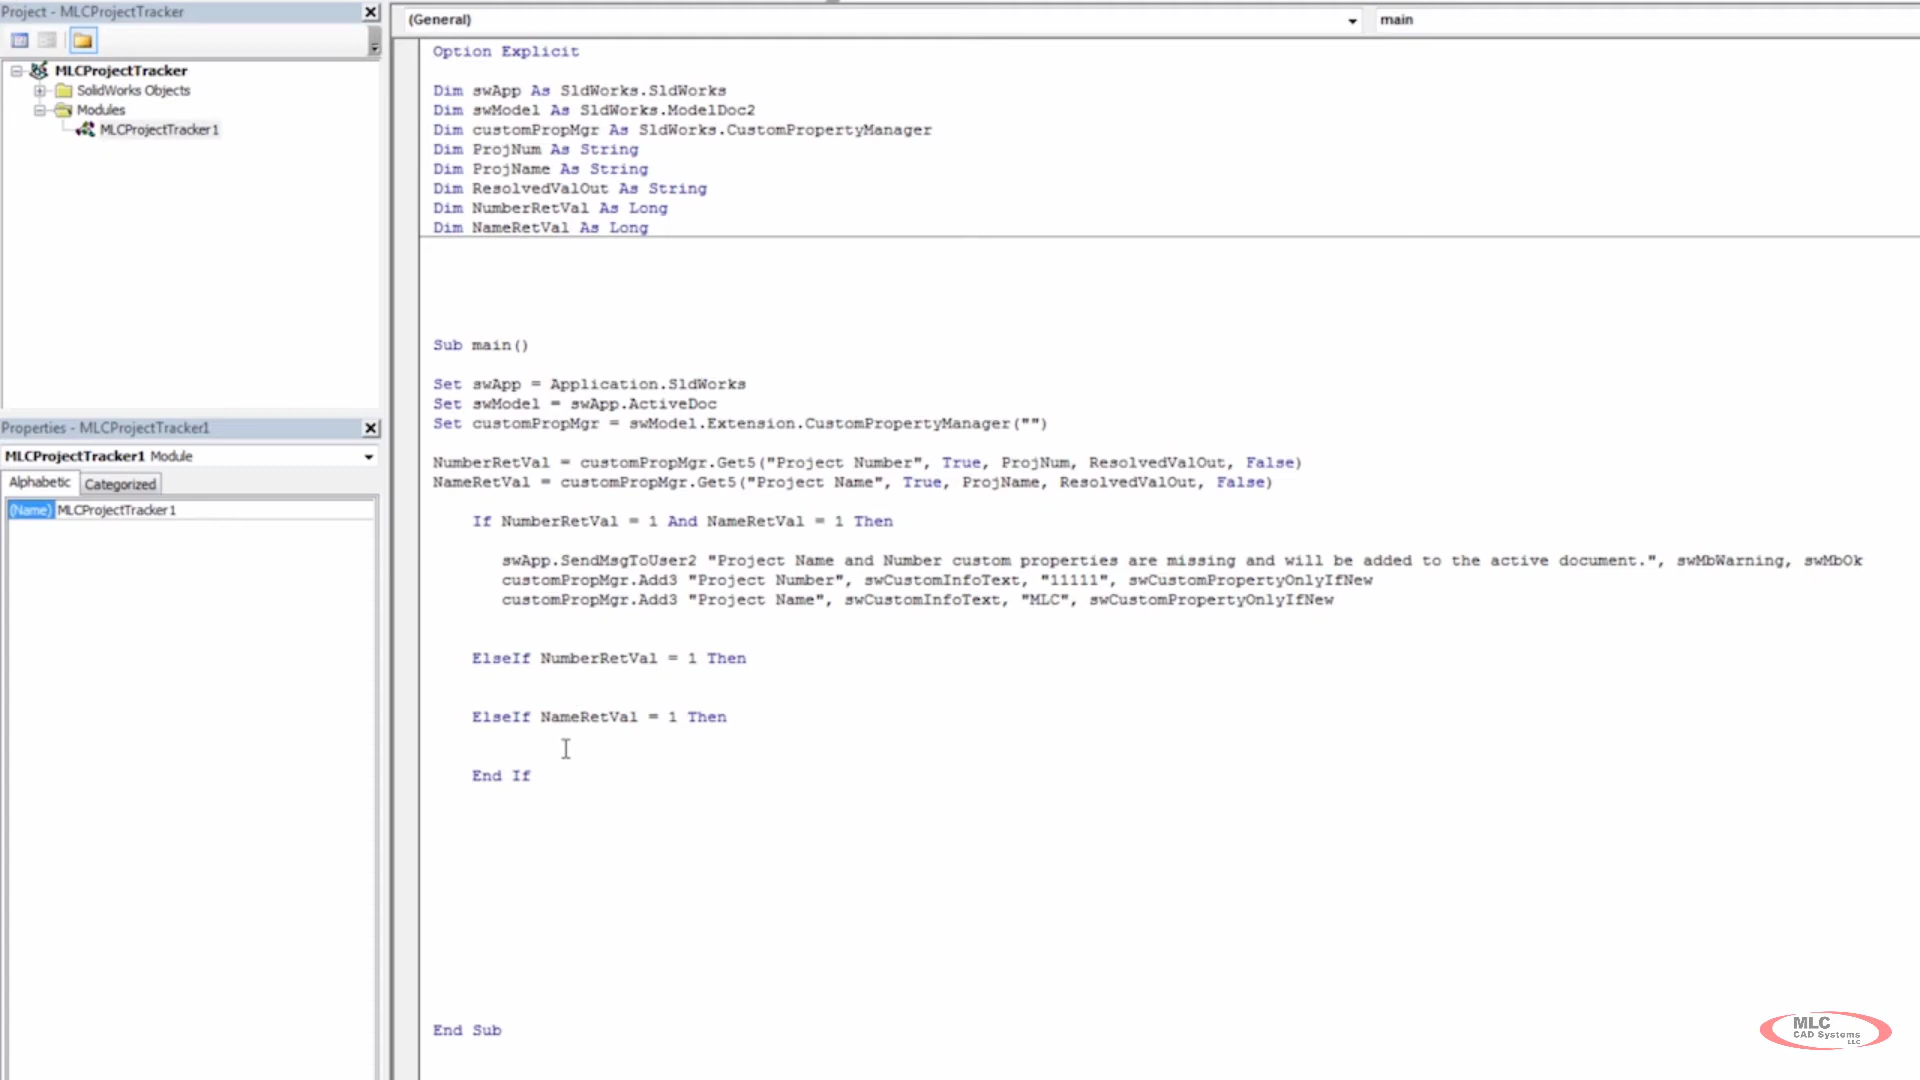 Project - MLCProjectTracker
MLCProjectTracker
SolidWorks Objects
Modules
MLCProjectTracker1
Properties - MLCProjectTracker1
MLCProjectTracker1 Module
Alphabetic
Categorized
(Name) MLCProjectTracker1
(General)
main
Option Explicit
Dim swApp As SldWorks.SldWorks
Dim swModel As SldWorks.ModelDoc2
Dim customPropMgr As SldWorks.CustomPropertyManager
Dim ProjNum As String
Dim ProjName As String
Dim ResolvedValOut As String
Dim NumberRetVal As Long
Dim NameRetVal As Long
Sub main()
Set swApp = Application.SldWorks
Set swModel = swApp.ActiveDoc
Set customPropMgr = swModel.Extension.CustomPropertyManager("")
NumberRetVal = customPropMgr.Get5("Project Number", True, ProjNum, ResolvedValOut, False)
NameRetVal = customPropMgr.Get5("Project Name", True, ProjName, ResolvedValOut, False)
If NumberRetVal = 1 And NameRetVal = 1 Then
swApp.SendMsgToUser2 "Project Name and Number custom properties are missing and will be added to the active document.", swMbWarning, swMbOk
customPropMgr.Add3 "Project Number", swCustomInfoText, "11111", swCustomPropertyOnlyIfNew
customPropMgr.Add3 "Project Name", swCustomInfoText, "MLC", swCustomPropertyOnlyIfNew
ElseIf NumberRetVal = 1 Then
ElseIf NameRetVal = 1 Then
End If
End Sub
MLC
CAD Systems
LLC